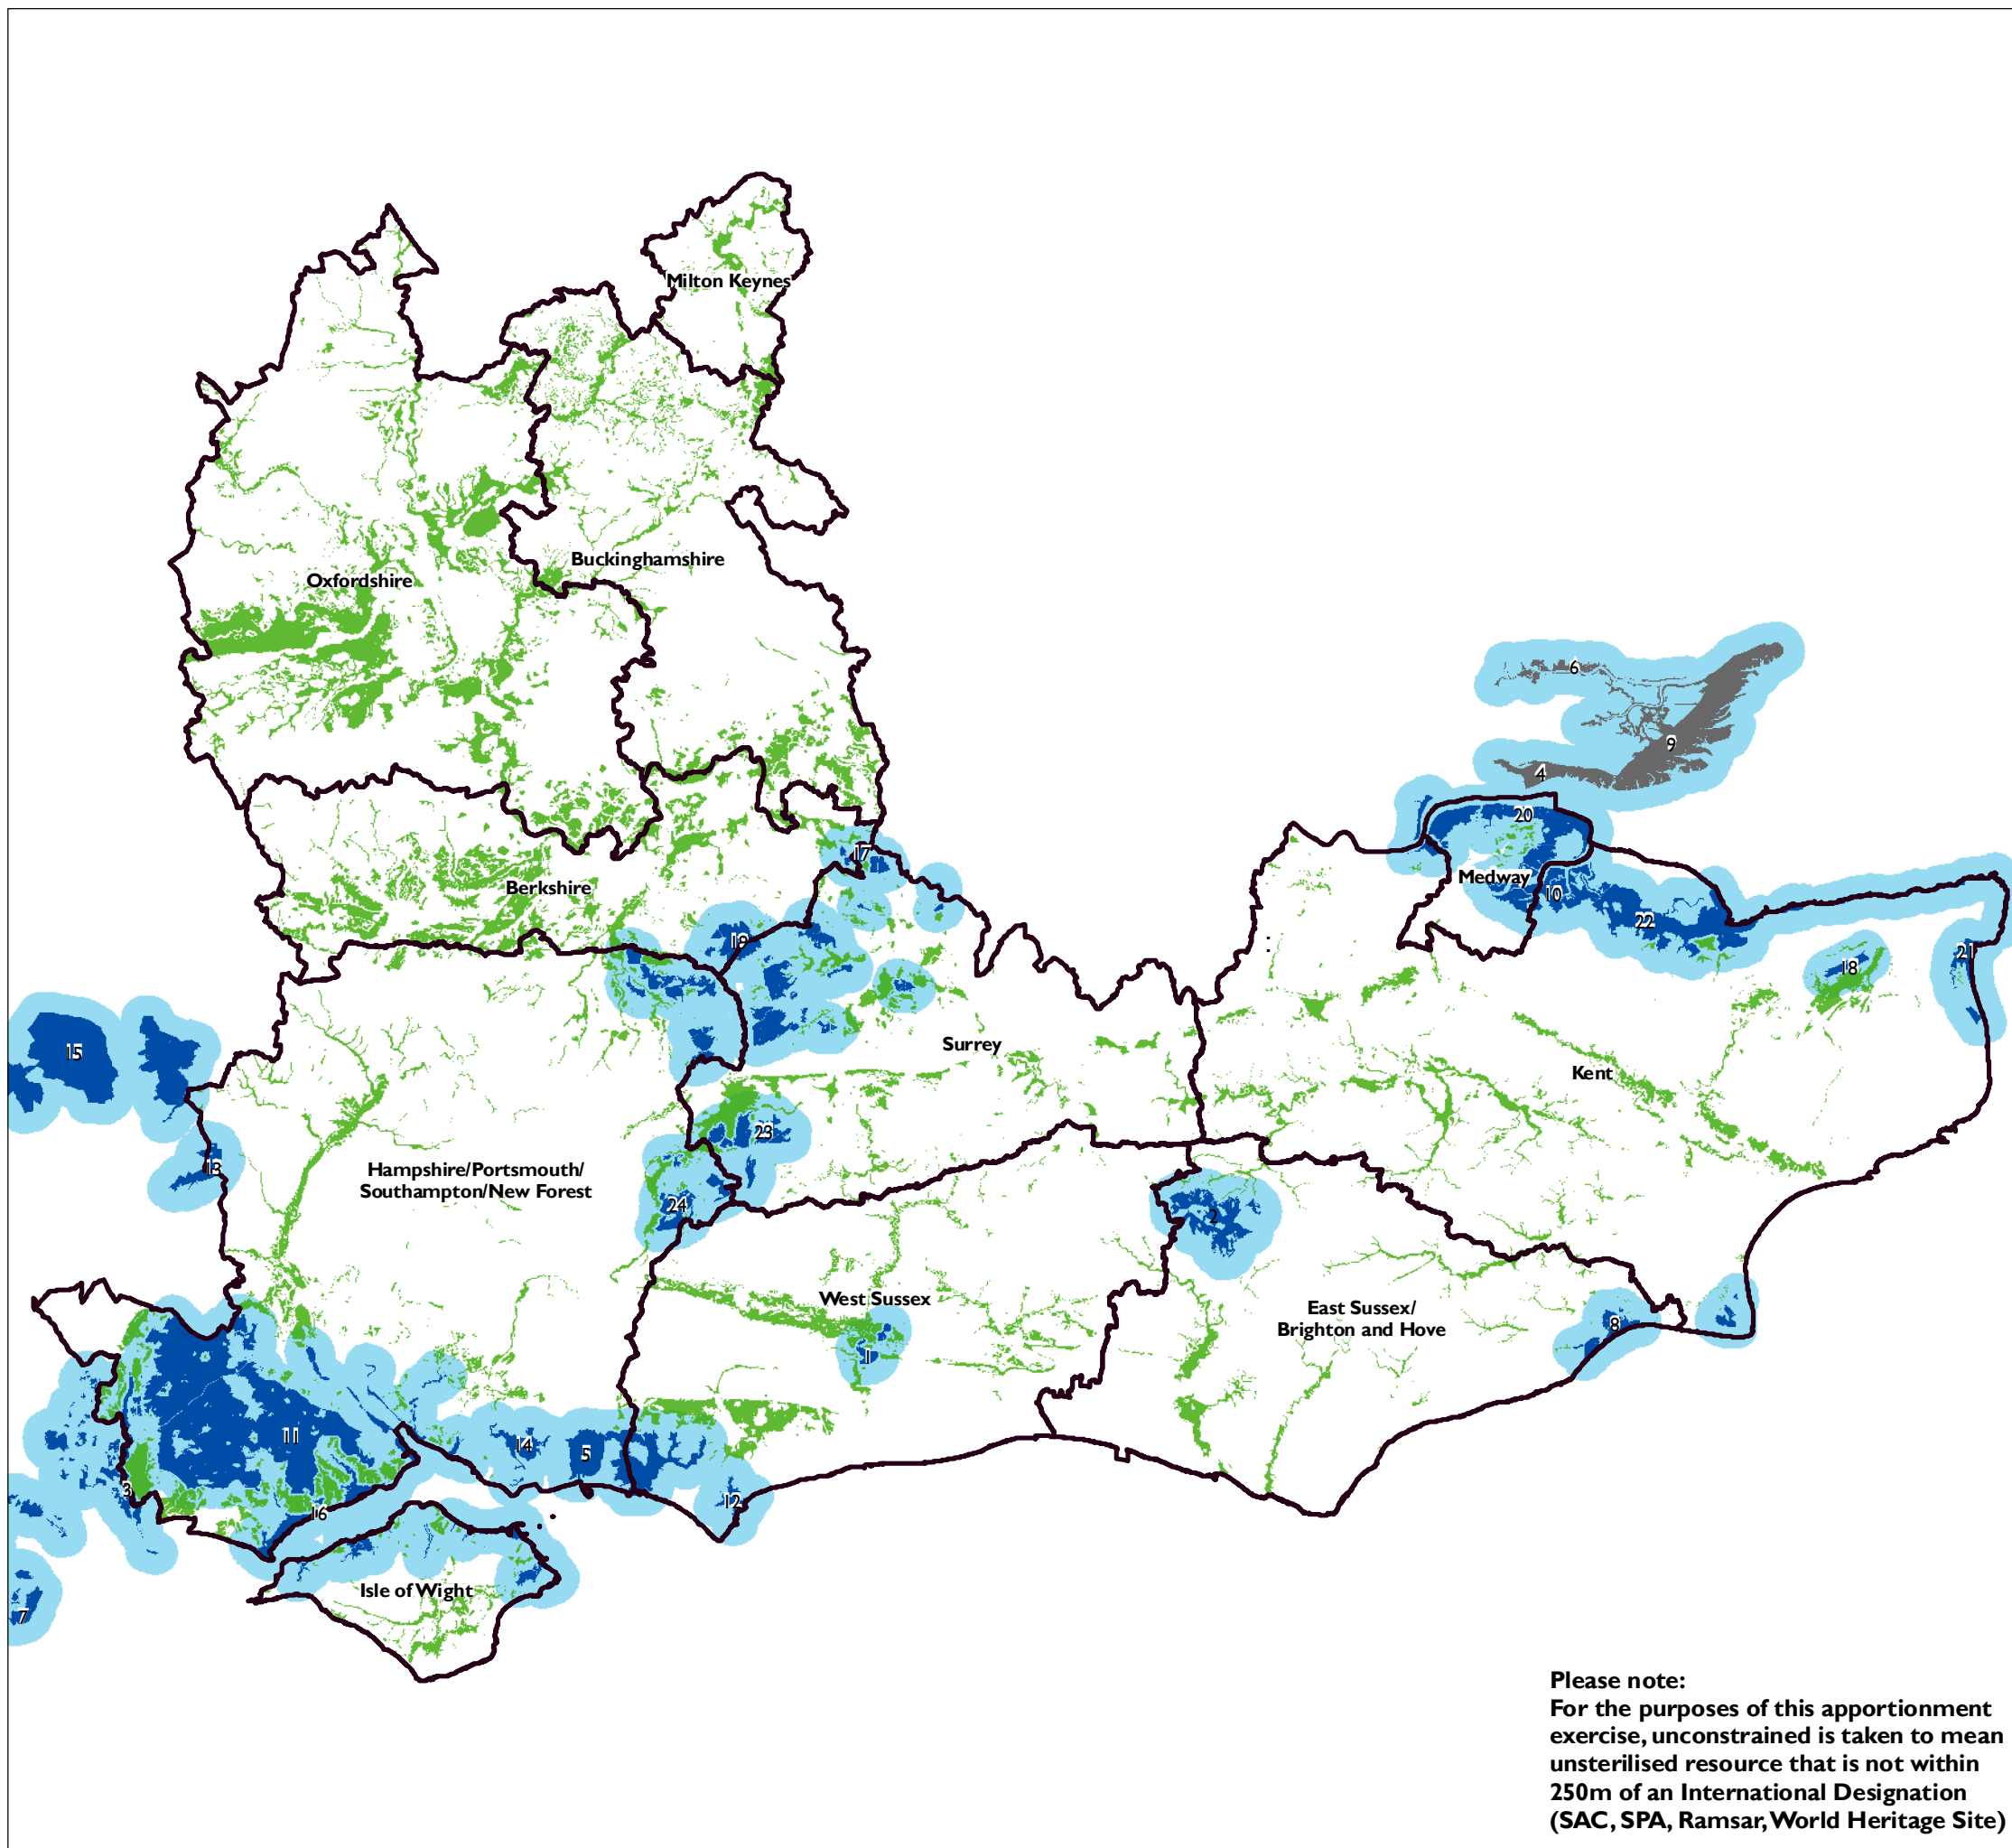 Milton Keynes
Buckinghamshire
Oxfordshire
6
9
4
20
17
Medway
Berkshire
10
22
19
21
18
Surrey
15
Kent
23
13
Hampshire/Portsmouth/
Southampton/New Forest
24
2
West Sussex
East Sussex/
Brighton and Hove
8
1
11
14
5
3
12
16
Isle of Wight
7
Please note:
For the purposes of this apportionment
exercise, unconstrained is taken to mean
unsterilised resource that is not within
250m of an International Designation
(SAC, SPA, Ramsar, World Heritage Site)